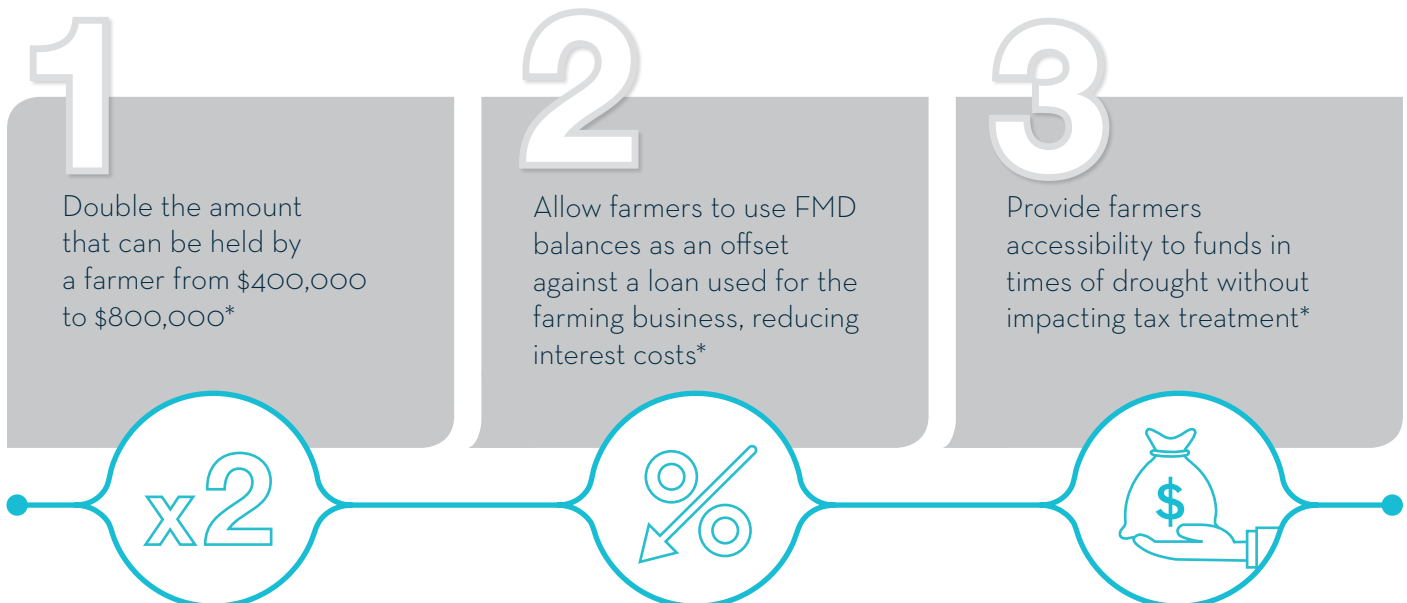 1
Double the amount
that can be held by
a farmer from $400,000
to $800,000*
x2
2
Allow farmers to use FMD
balances as an offset
against a loan used for the
farming business, reducing
interest costs*
%
3
Provide farmers
accessibility to funds in
times of drought without
impacting tax treatment*
$